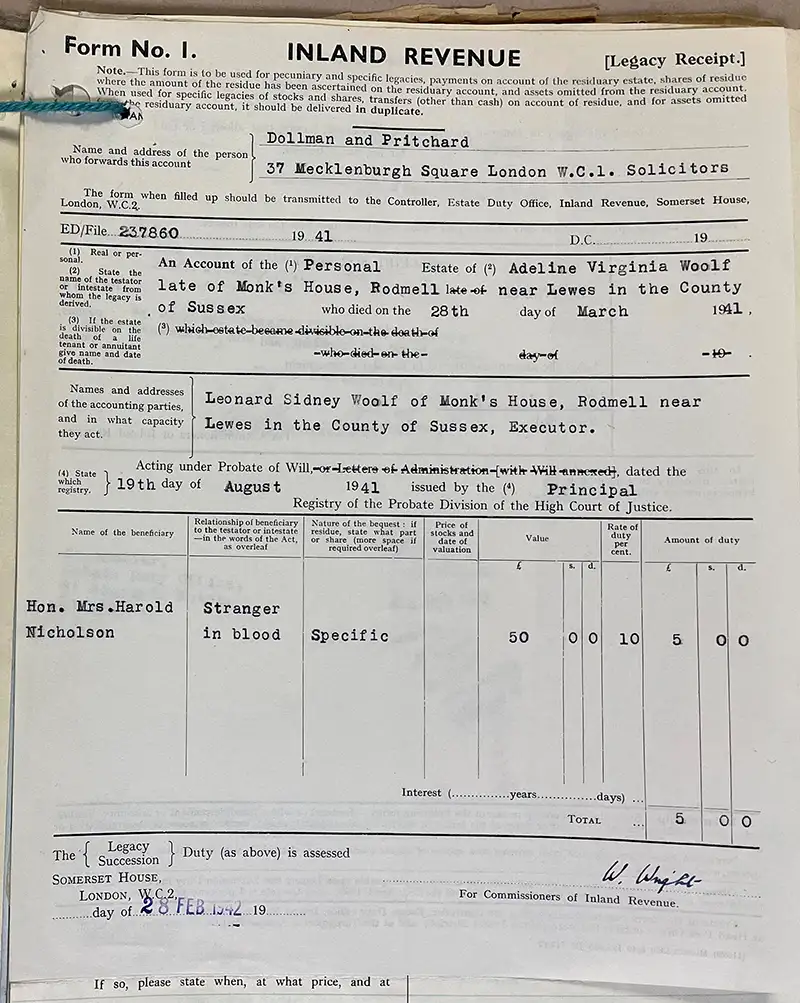 Form No. 1.
INLAND REVENUE
[Legacy Receipt.]
Note.—This form is to be used for pecuniary and specific legacies, payments on account of the residuary estate, shares of residue
where the amount of the residue has been ascertained on the residuary account, and assets omitted from the residuary account.
When used for specific legacies of stocks and shares, transfers (other than cash) on account of residue, and for assets omitted
residuary account, it should be delivered in duplicate.
Name and address of the person
who forwards this account
Dollman and Pritchard
37 Mecklenburgh Square London W.C.1. Solicitors
The form when filled up should be transmitted to the Controller, Estate Duty Office, Inland Revenue, Somerset House,
London, W.C.2.
ED/File 237860 19 41 D.C. 19
(1) Real or per-
sonal.
(2) State the
name of the testator
or intestate from
whom the legacy is
derived.
(3) If the estate
is divisible on the
death of a life
tenant or annuitant
give name and date
of death.
An Account of the (1) Personal Estate of (2) Adeline Virginia Woolf
late of Monk's House, Rodmell late of near Lewes in the County
of Sussex who died on the 28th day of March 1941,
(3) which estate became divisible on the death of
who died on the day of 19 .
Names and addresses
of the accounting parties,
and in what capacity
they act.
Leonard Sidney Woolf of Monk's House, Rodmell near
Lewes in the County of Sussex, Executor.
(4) State
which
registry.
Acting under Probate of Will, or Letters of Administration [with Will annexed], dated the
19th day of August 1941 issued by the (4) Principal
Registry of the Probate Division of the High Court of Justice.
Name of the beneficiary
Relationship of beneficiary
to the testator or intestate
—in the words of the Act,
as overleaf
Nature of the bequest : if
residue, state what part
or share (more space if
required overleaf)
Price of
stocks and
date of
valuation
Value
Rate of
duty
per
cent.
Amount of duty
£ s. d. £ s. d.
Hon. Mrs.Harold Stranger
Nicholson in blood Specific 50 0 0 10 5 0 0
Interest (...............years...............days) ...
TOTAL ... 5 0 0
The { Legacy
Succession } Duty (as above) is assessed
SOMERSET HOUSE,
LONDON, W.C.2.
W. Wright
For Commissioners of Inland Revenue.
day of 28 FEB 1942 19
If so, please state when, at what price, and at